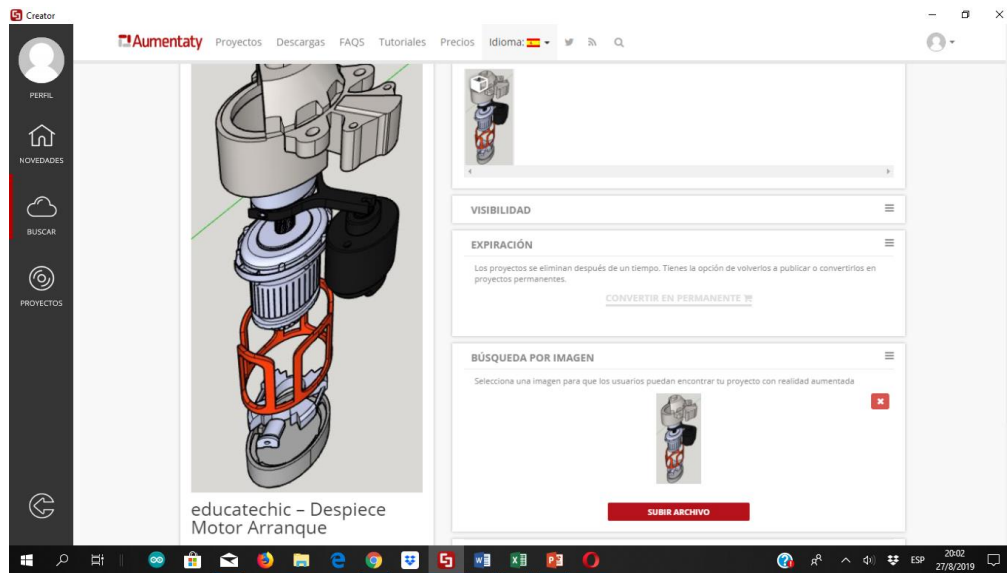 Creator
Aumentaty Proyectos Descargas FAQS Tutoriales Precios Idioma:
PERFIL
NOVEDADES
BUSCAR
PROYECTOS
educatechic – Despiece
Motor Arranque
VISIBILIDAD
EXPIRACIÓN
Los proyectos se eliminan después de un tiempo. Tienes la opción de volverlos a publicar o convertirlos en
proyectos permanentes.
CONVERTIR EN PERMANENTE
BÚSQUEDA POR IMAGEN
Selecciona una imagen para que los usuarios puedan encontrar tu proyecto con realidad aumentada
SUBIR ARCHIVO
ESP
20:02
27/8/2019